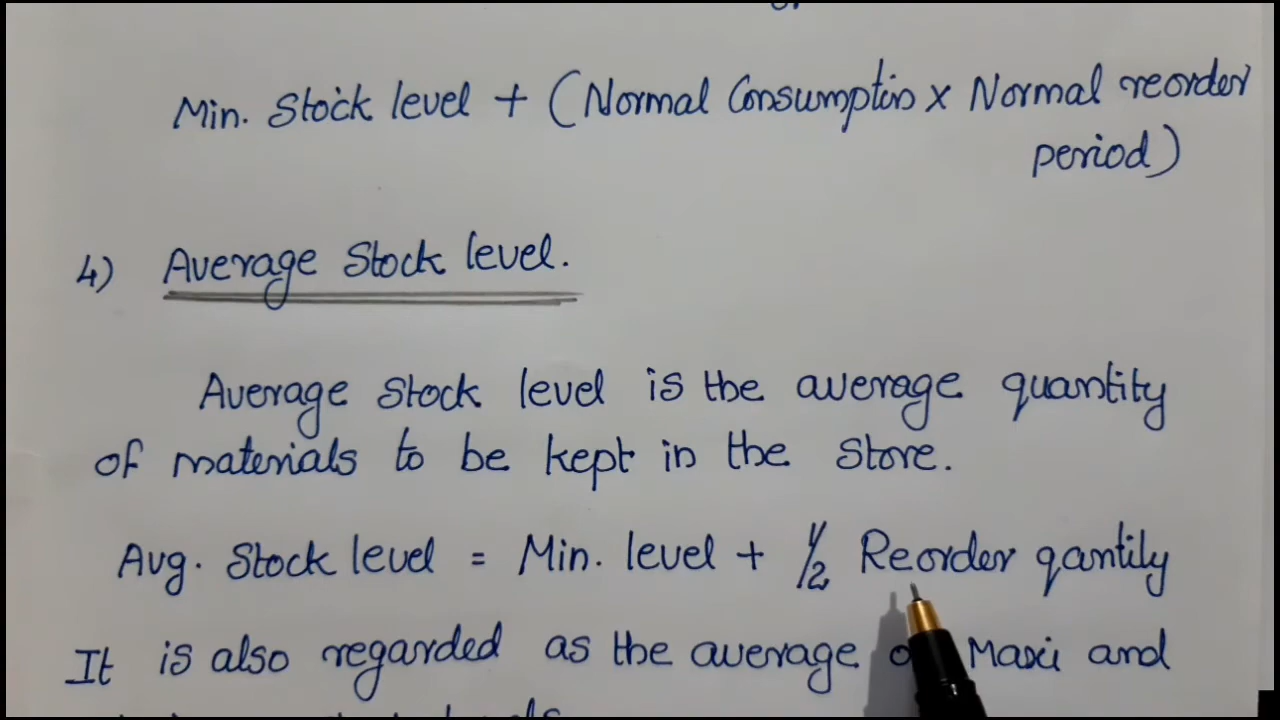 Min. Stock level + (Normal Consumption x Normal reorder
period)
4) Average Stock level.
Average Stock level is the average quantity
of materials to be kept in the Store.
Avg. Stock level = Min. level + 1/2 Reorder qantily
It is also regarded as the average Maxi and